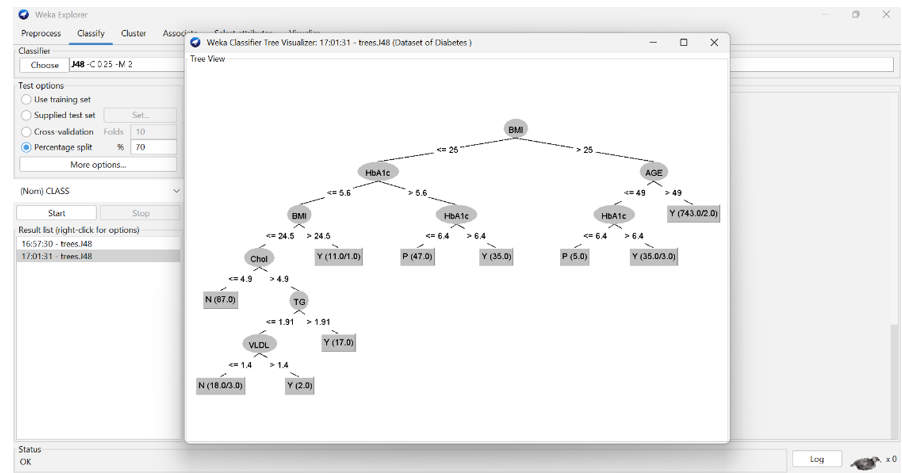 Weka Explorer
Preprocess Classify Cluster Associate Select attributes Visualize
Classifier
Choose J48 -C 0.25 -M 2
Test options
Use training set
Supplied test set Set...
Cross-validation Folds 10
Percentage split % 70
More options...
(Nom) CLASS
Start Stop
Result list (right-click for options)
16:57:30 - trees.J48
17:01:31 - trees.J48
Weka Classifier Tree Visualizer: 17:01:31 - trees.J48 (Dataset of Diabetes )
Tree View
BMI
<= 25 > 25
HbA1c AGE
<= 5.6 > 5.6 <= 49 > 49
BMI HbA1c HbA1c Y (743.0/2.0)
<= 24.5 > 24.5 <= 6.4 > 6.4 <= 6.4 > 6.4
Chol Y (11.0/1.0) P (47.0) Y (35.0) P (5.0) Y (35.0/3.0)
<= 4.9 > 4.9
N (87.0) TG
<= 1.91 > 1.91
VLDL Y (17.0)
<= 1.4 > 1.4
N (18.0/3.0) Y (2.0)
Status
OK
Log x 0